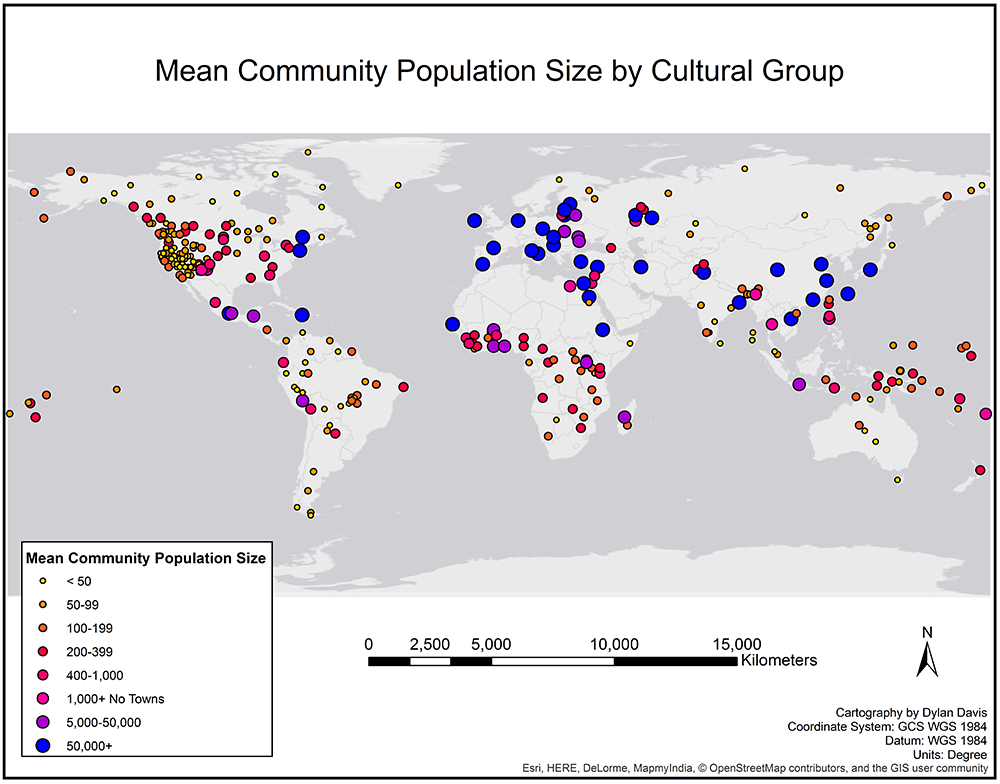 Mean Community Population Size by Cultural Group
Mean Community Population Size
< 50
50-99
100-199
200-399
400-1,000
1,000+ No Towns
5,000-50,000
50,000+
0 2,500 5,000 10,000 15,000
Kilometers
N
Cartography by Dylan Davis
Coordinate System: GCS WGS 1984
Datum: WGS 1984
Units: Degree
Esri, HERE, DeLorme, MapmyIndia, © OpenStreetMap contributors, and the GIS user community